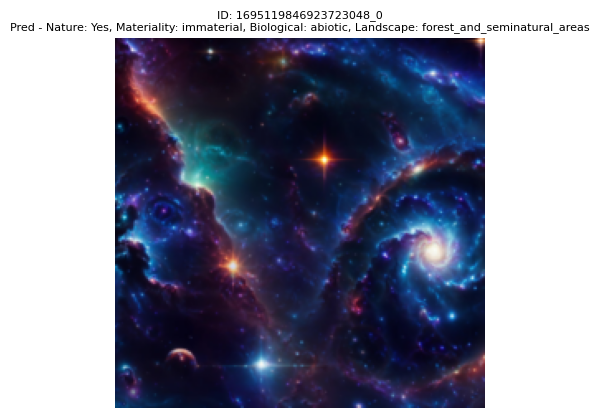 ID: 1695119846923723048_0
Pred - Nature: Yes, Materiality: immaterial, Biological: abiotic, Landscape: forest_and_seminatural_areas